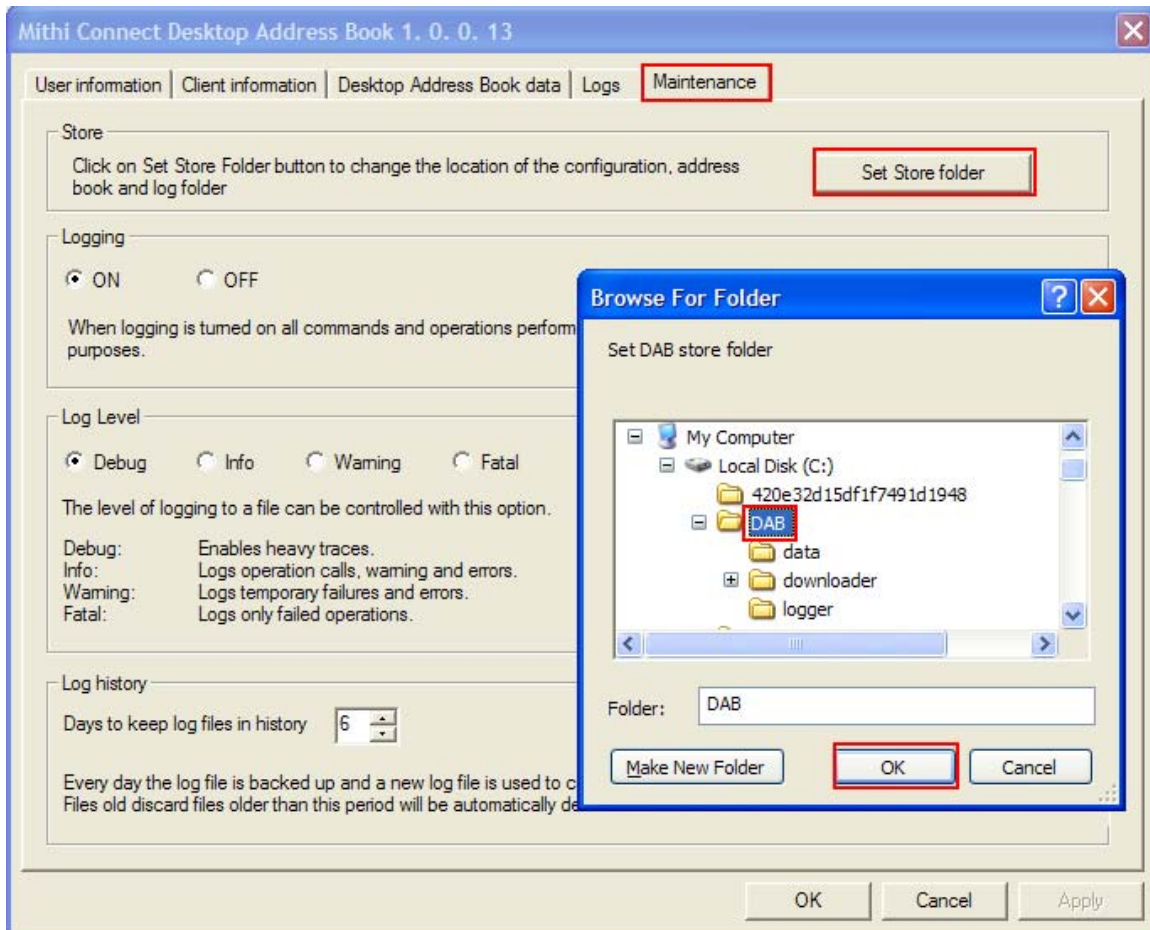 Mithi Connect Desktop Address Book 1. 0. 0. 13
User information Client information Desktop Address Book data Logs Maintenance
Store
Click on Set Store Folder button to change the location of the configuration, address
book and log folder
Set Store folder
Logging
ON OFF
When logging is turned on all commands and operations perform
purposes.
Log Level
Debug Info Warning Fatal
The level of logging to a file can be controlled with this option.
Debug: Enables heavy traces.
Info: Logs operation calls, warning and errors.
Warning: Logs temporary failures and errors.
Fatal: Logs only failed operations.
Log history
Days to keep log files in history 6
Every day the log file is backed up and a new log file is used to c
Files old discard files older than this period will be automatically de
Browse For Folder
Set DAB store folder
My Computer
Local Disk (C:)
420e32d15df1f7491d1948
DAB
data
downloader
logger
Folder: DAB
Make New Folder OK Cancel
OK Cancel Apply